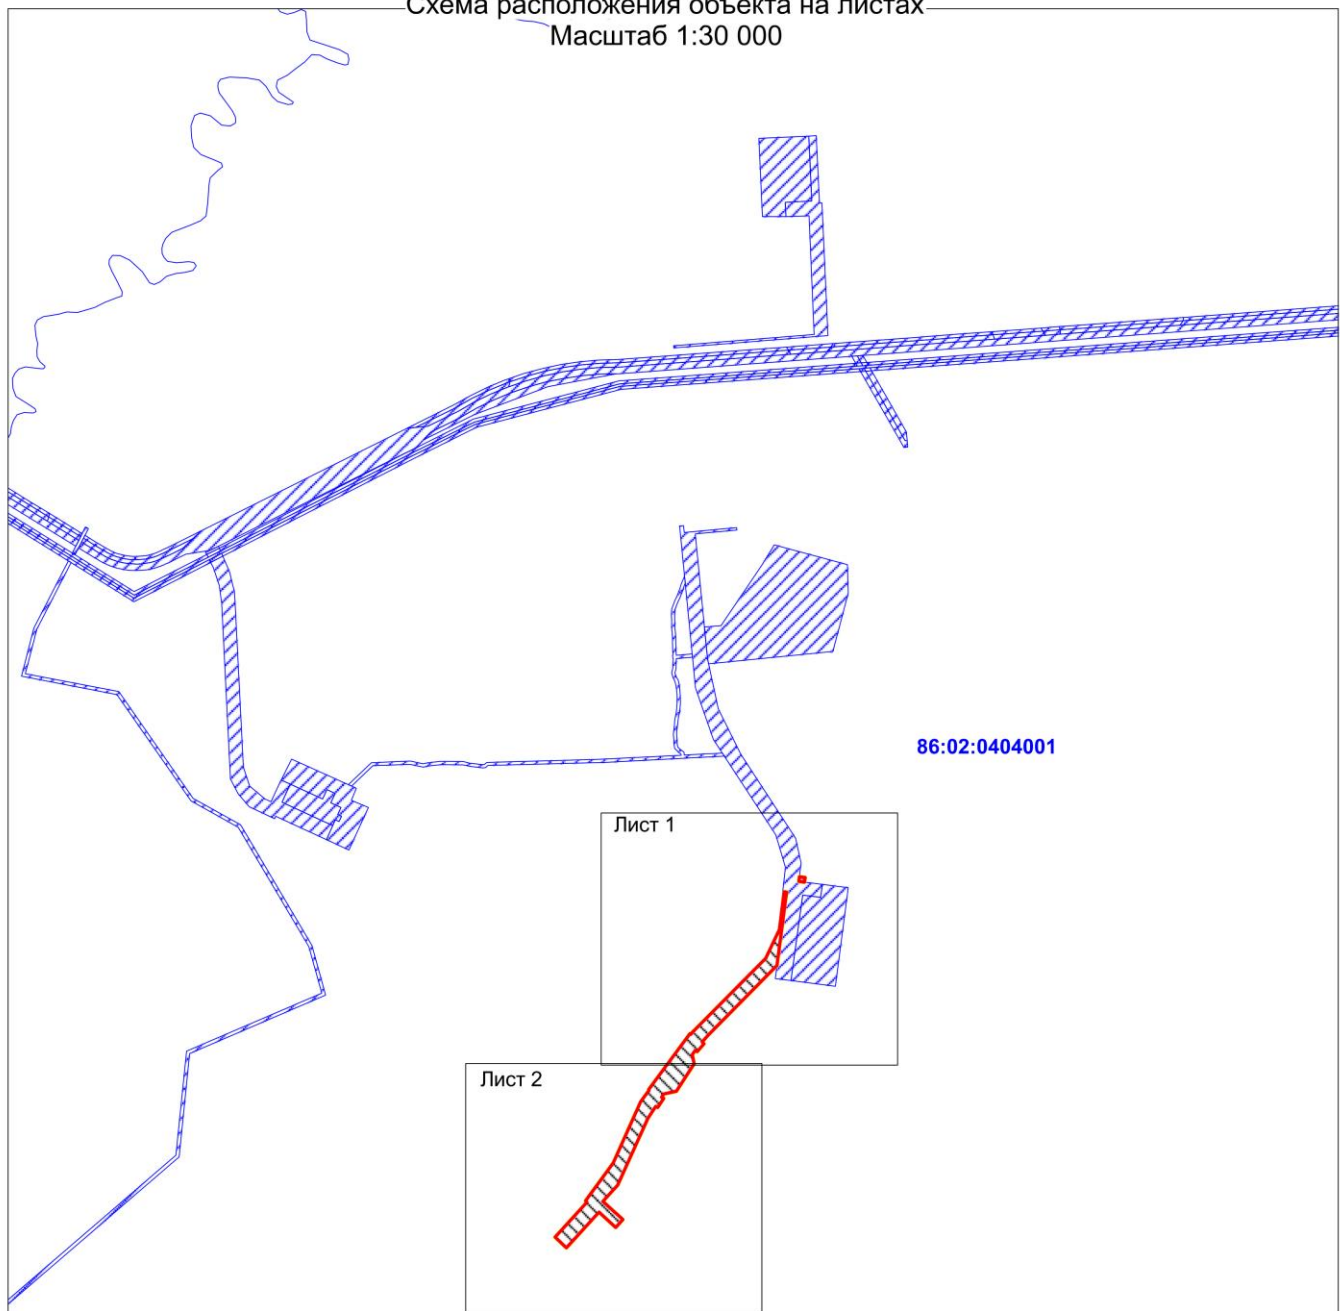 Схема расположения объекта на листах
Масштаб 1:30 000
86:02:0404001
Лист 1
Лист 2